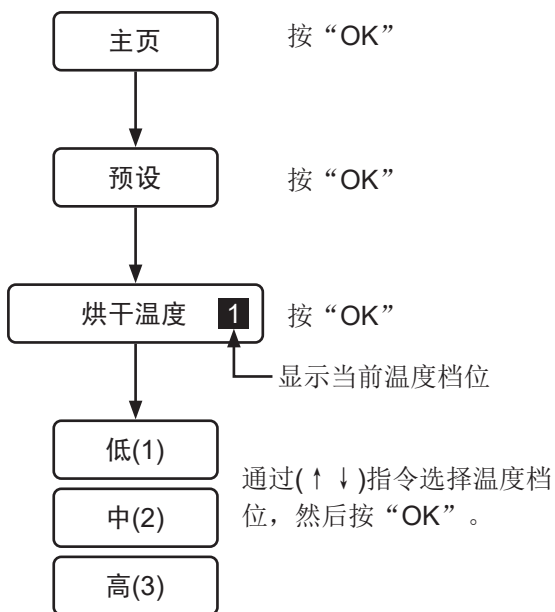 主页 按“OK”
预设 按“OK”
烘干温度 1 按“OK”
显示当前温度档位
低(1)
通过(↑↓)指令选择温度档
中(2) 位，然后按“OK”。
高(3)